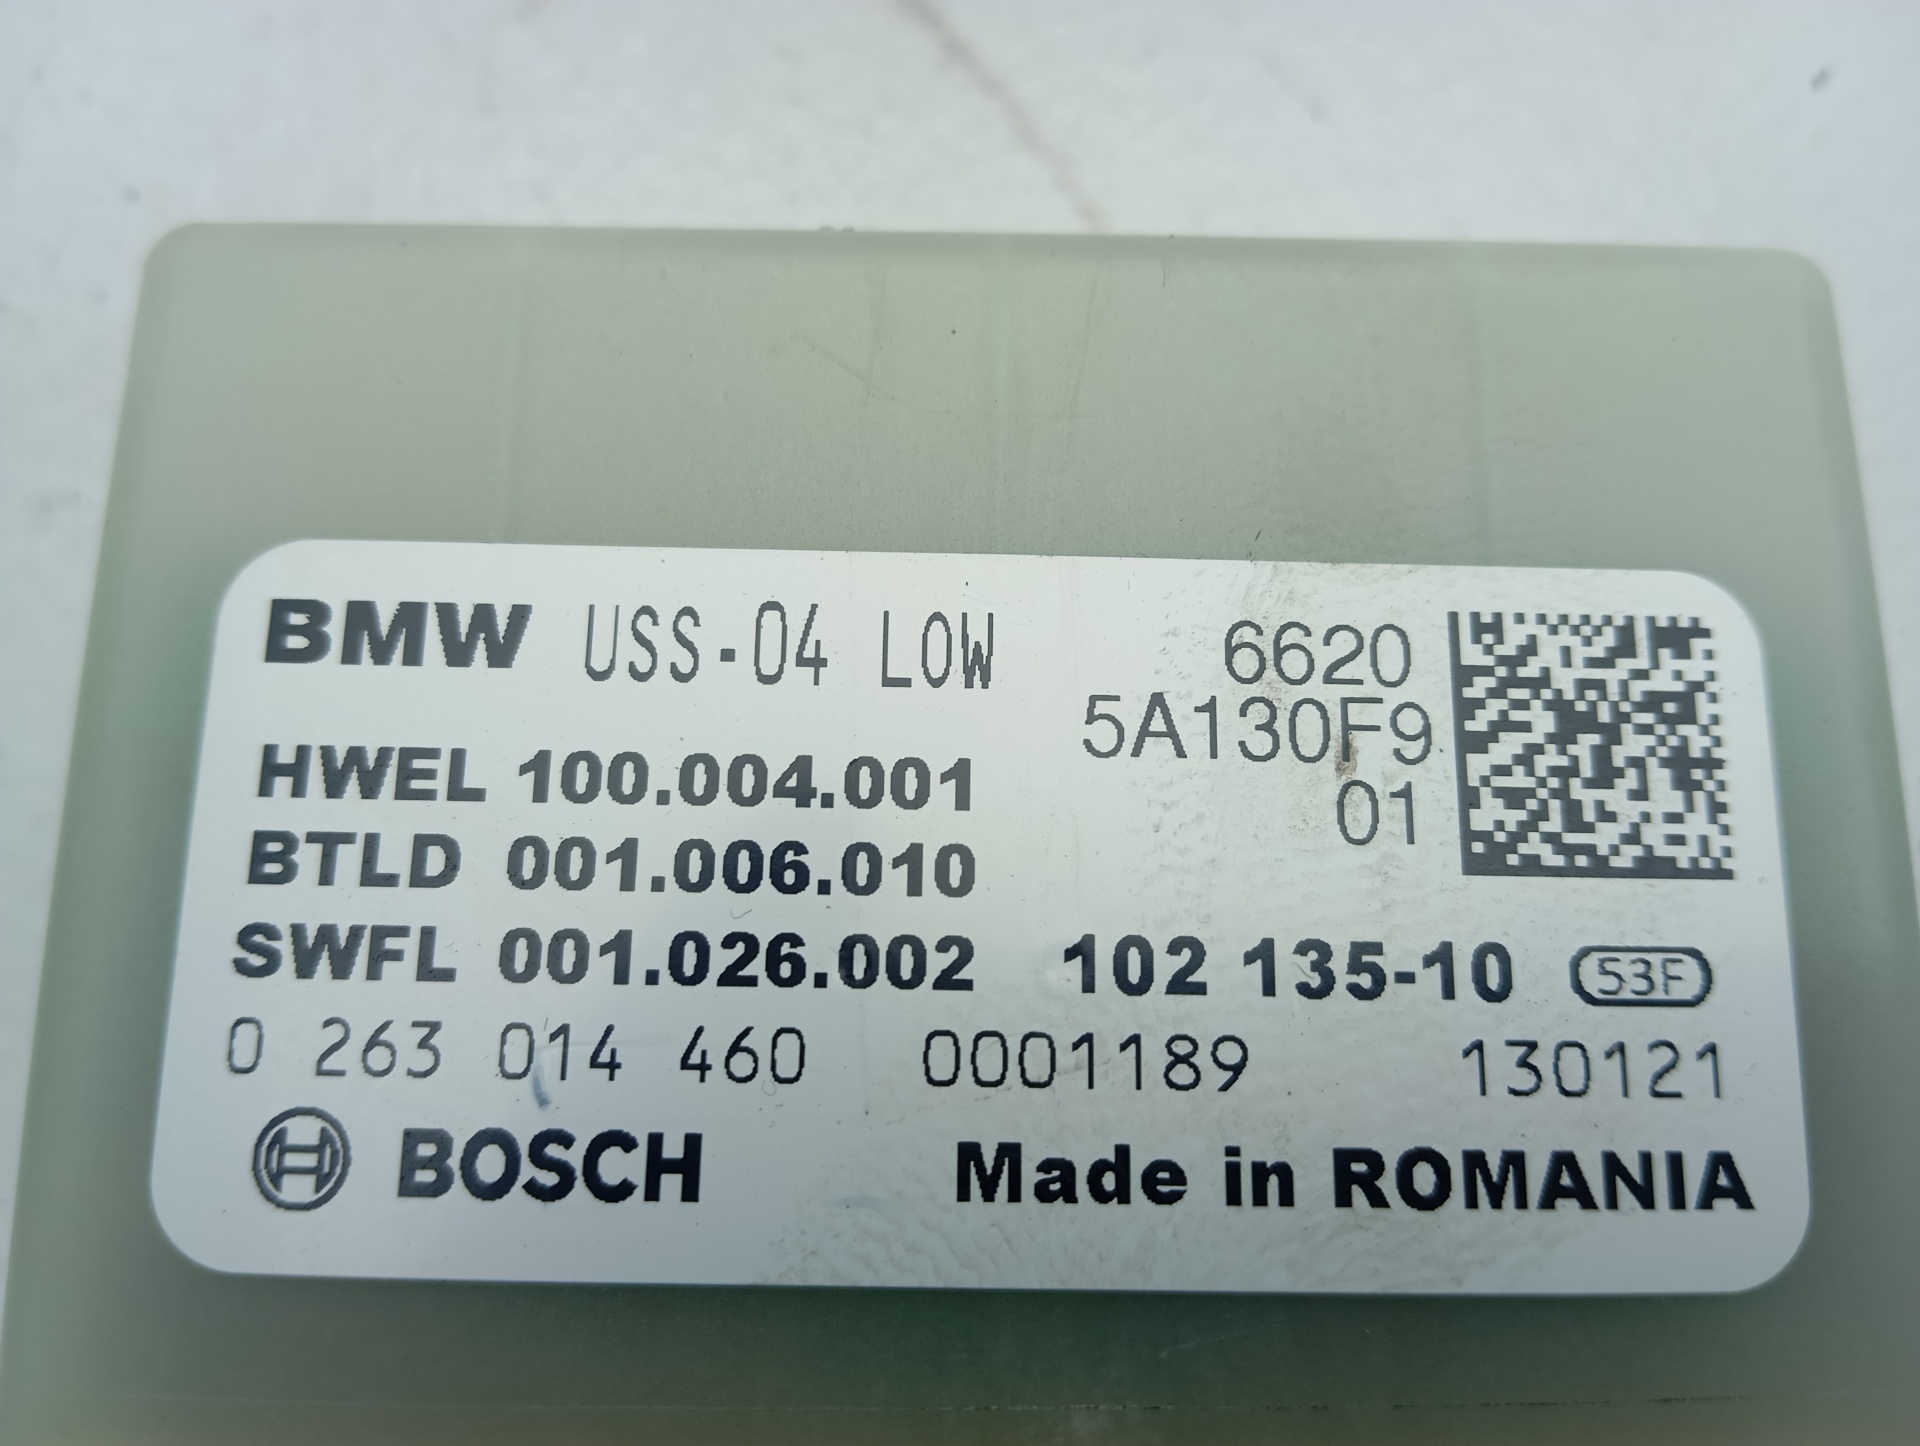 BMW USS-04 LOW 6620
5A130F9
HWEL 100.004.001 01
BTLD 001.006.010
SWFL 001.026.002 102 135-10 53F
0 263 014 460 0001189 130121
BOSCH Made in ROMANIA